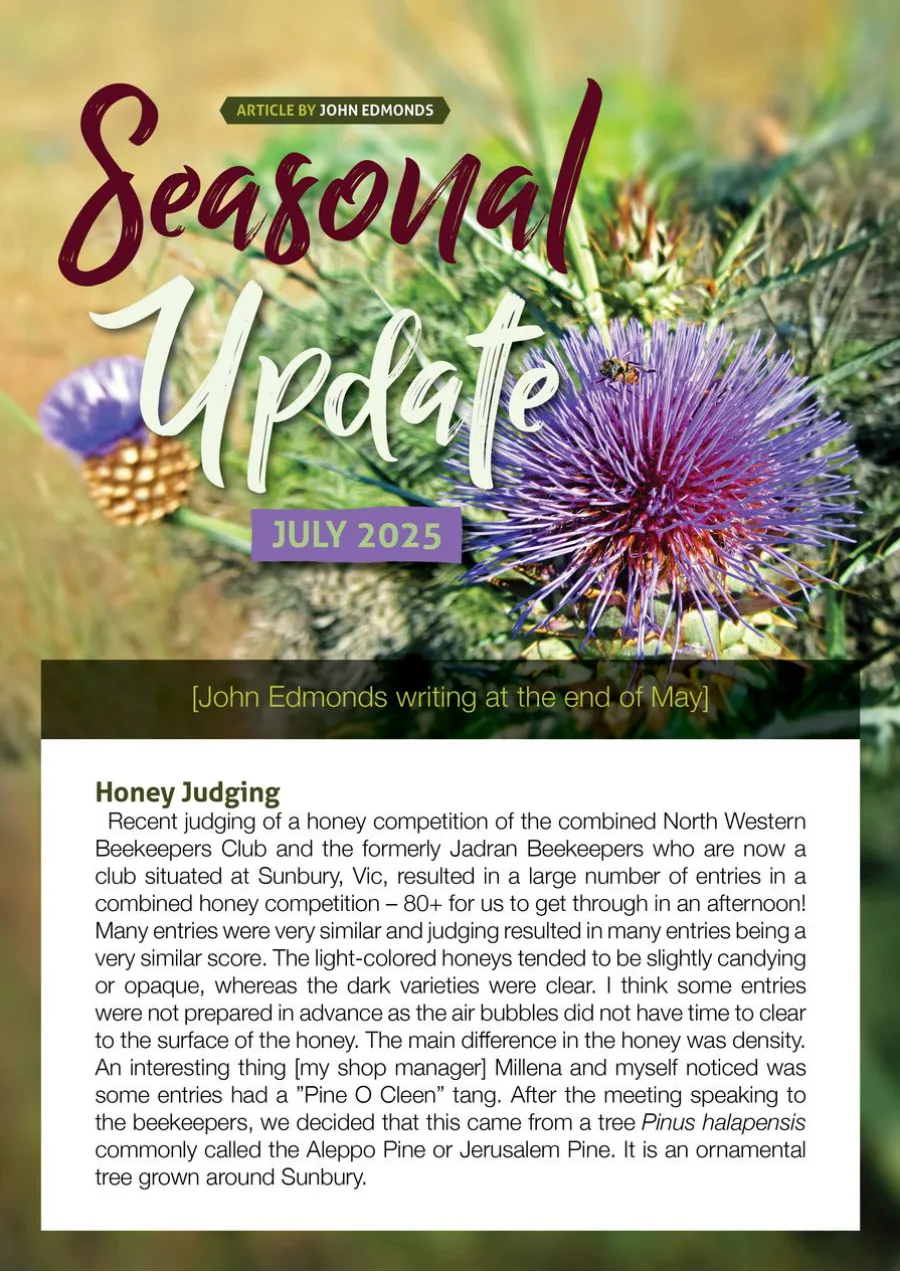 ARTICLE BY JOHN EDMONDS
Seasonal
Update
JULY 2025
[John Edmonds writing at the end of May]
Honey Judging
Recent judging of a honey competition of the combined North Western
Beekeepers Club and the formerly Jadran Beekeepers who are now a
club situated at Sunbury, Vic, resulted in a large number of entries in a
combined honey competition – 80+ for us to get through in an afternoon!
Many entries were very similar and judging resulted in many entries being a
very similar score. The light-colored honeys tended to be slightly candying
or opaque, whereas the dark varieties were clear. I think some entries
were not prepared in advance as the air bubbles did not have time to clear
to the surface of the honey. The main difference in the honey was density.
An interesting thing [my shop manager] Millena and myself noticed was
some entries had a ”Pine O Cleen” tang. After the meeting speaking to
the beekeepers, we decided that this came from a tree Pinus halapensis
commonly called the Aleppo Pine or Jerusalem Pine. It is an ornamental
tree grown around Sunbury.